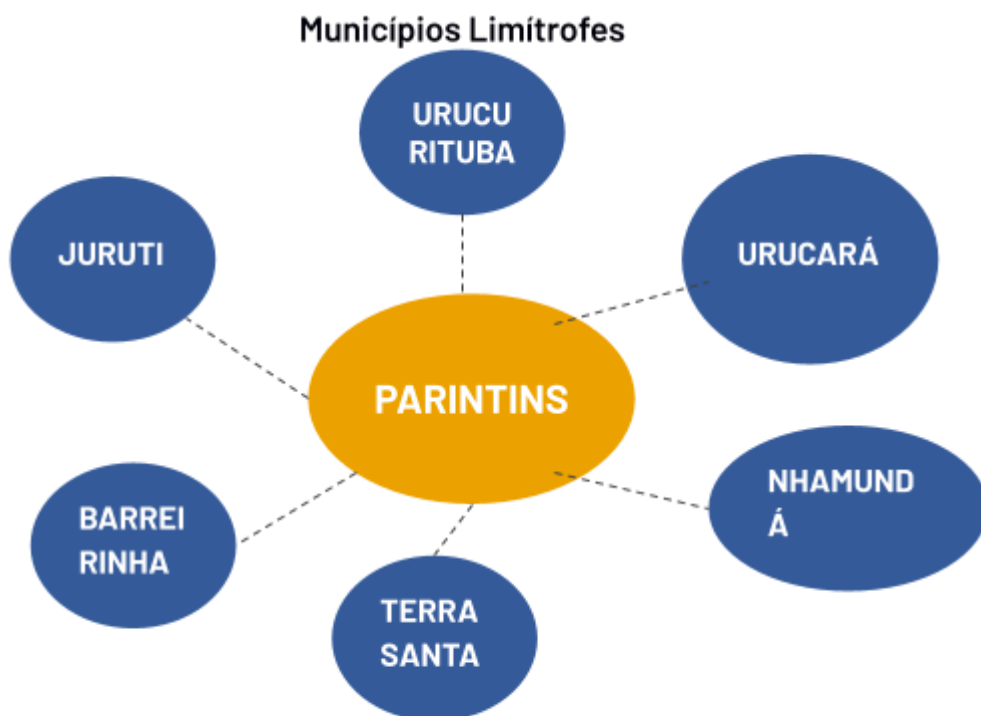 Municípios Limítrofes
URUCU
RITUBA
JURUTI
URUCARÁ
PARINTINS
NHAMUND
Á
BARREI
RINHA
TERRA
SANTA